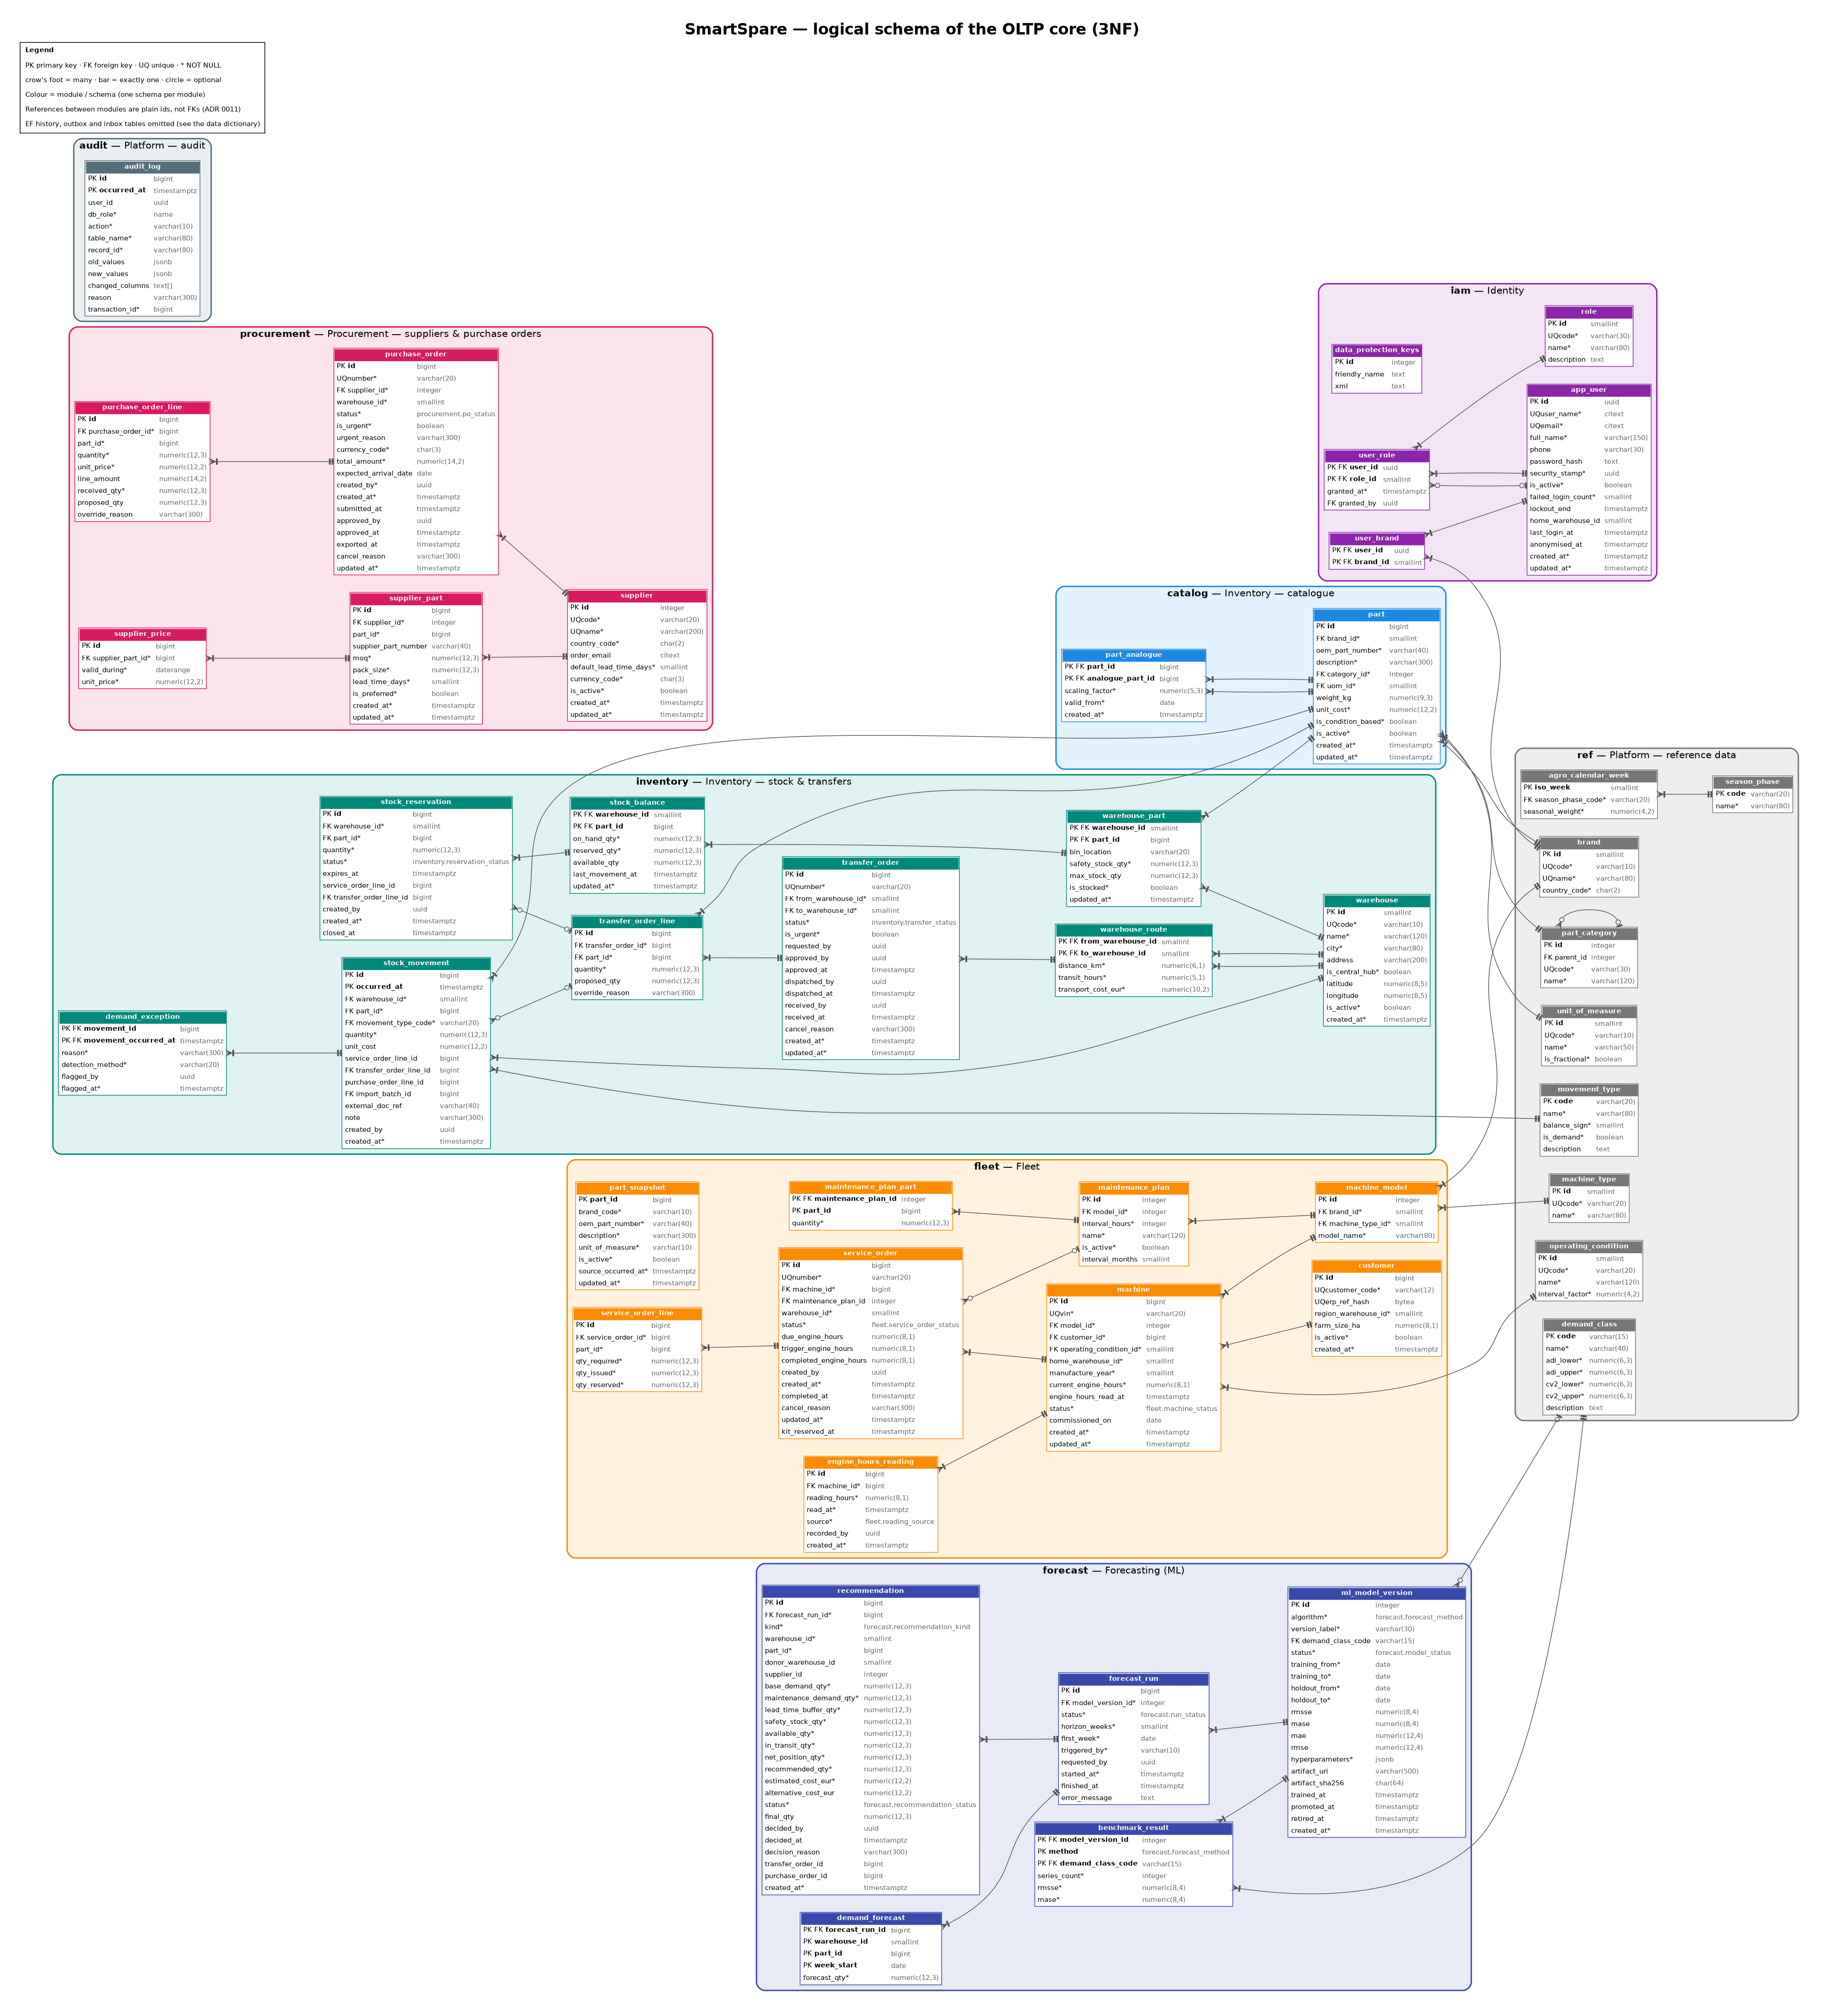 SmartSpare — logical schema of the OLTP core (3NF)
Legend
PK primary key · FK foreign key · UQ unique · * NOT NULL
crow's foot = many · bar = exactly one · circle = optional
Colour = module / schema (one schema per module)
References between modules are plain ids, not FKs (ADR 0011)
EF history, outbox and inbox tables omitted (see the data dictionary)
audit — Platform — audit
audit_log
PK id bigint
PK occurred_at timestamptz
user_id uuid
db_role* name
action* varchar(10)
table_name* varchar(80)
record_id* varchar(80)
old_values jsonb
new_values jsonb
changed_columns text[]
reason varchar(300)
transaction_id* bigint
procurement — Procurement — suppliers & purchase orders
purchase_order_line
PK id bigint
FK purchase_order_id* bigint
part_id* bigint
quantity* numeric(12,3)
unit_price* numeric(12,2)
line_amount numeric(14,2)
received_qty* numeric(12,3)
proposed_qty numeric(12,3)
override_reason varchar(300)
purchase_order
PK id bigint
UQnumber* varchar(20)
FK supplier_id* integer
warehouse_id* smallint
status* procurement.po_status
is_urgent* boolean
urgent_reason varchar(300)
currency_code* char(3)
total_amount* numeric(14,2)
expected_arrival_date date
created_by* uuid
created_at* timestamptz
submitted_at timestamptz
approved_by uuid
approved_at timestamptz
exported_at timestamptz
cancel_reason varchar(300)
updated_at* timestamptz
supplier_price
PK id bigint
FK supplier_part_id* bigint
valid_during* daterange
unit_price* numeric(12,2)
supplier_part
PK id bigint
FK supplier_id* integer
part_id* bigint
supplier_part_number varchar(40)
moq* numeric(12,3)
pack_size* numeric(12,3)
lead_time_days* smallint
is_preferred* boolean
created_at* timestamptz
updated_at* timestamptz
supplier
PK id integer
UQcode* varchar(20)
UQname* varchar(200)
country_code* char(2)
order_email citext
default_lead_time_days* smallint
currency_code* char(3)
is_active* boolean
created_at* timestamptz
updated_at* timestamptz
iam — Identity
data_protection_keys
PK id integer
friendly_name text
xml text
role
PK id smallint
UQcode* varchar(30)
name* varchar(80)
description text
user_role
PK FK user_id uuid
PK FK role_id smallint
granted_at* timestamptz
FK granted_by uuid
user_brand
PK FK user_id uuid
PK FK brand_id smallint
app_user
PK id uuid
UQuser_name* citext
UQemail* citext
full_name* varchar(150)
phone varchar(30)
password_hash text
security_stamp* uuid
is_active* boolean
failed_login_count* smallint
lockout_end timestamptz
home_warehouse_id smallint
last_login_at timestamptz
anonymised_at timestamptz
created_at* timestamptz
updated_at* timestamptz
catalog — Inventory — catalogue
part_analogue
PK FK part_id bigint
PK FK analogue_part_id bigint
scaling_factor* numeric(5,3)
valid_from* date
created_at* timestamptz
part
PK id bigint
FK brand_id* smallint
oem_part_number* varchar(40)
description* varchar(300)
FK category_id* integer
FK uom_id* smallint
weight_kg numeric(9,3)
unit_cost* numeric(12,2)
is_condition_based* boolean
is_active* boolean
created_at* timestamptz
updated_at* timestamptz
inventory — Inventory — stock & transfers
stock_reservation
PK id bigint
FK warehouse_id* smallint
FK part_id* bigint
quantity* numeric(12,3)
status* inventory.reservation_status
expires_at timestamptz
service_order_line_id bigint
FK transfer_order_line_id bigint
created_by uuid
created_at* timestamptz
closed_at timestamptz
stock_balance
PK FK warehouse_id smallint
PK FK part_id bigint
on_hand_qty* numeric(12,3)
reserved_qty* numeric(12,3)
available_qty numeric(12,3)
last_movement_at timestamptz
updated_at* timestamptz
transfer_order_line
PK id bigint
FK transfer_order_id* bigint
FK part_id* bigint
quantity* numeric(12,3)
proposed_qty numeric(12,3)
override_reason varchar(300)
demand_exception
PK FK movement_id bigint
PK FK movement_occurred_at timestamptz
reason* varchar(300)
detection_method* varchar(20)
flagged_by uuid
flagged_at* timestamptz
stock_movement
PK id bigint
PK occurred_at timestamptz
FK warehouse_id* smallint
FK part_id* bigint
FK movement_type_code* varchar(20)
quantity* numeric(12,3)
unit_cost numeric(12,2)
service_order_line_id bigint
FK transfer_order_line_id bigint
purchase_order_line_id bigint
FK import_batch_id bigint
external_doc_ref varchar(40)
note varchar(300)
created_by uuid
created_at* timestamptz
transfer_order
PK id bigint
UQnumber* varchar(20)
FK from_warehouse_id* smallint
FK to_warehouse_id* smallint
status* inventory.transfer_status
is_urgent* boolean
requested_by uuid
approved_by uuid
approved_at timestamptz
dispatched_by uuid
dispatched_at timestamptz
received_by uuid
received_at timestamptz
cancel_reason varchar(300)
created_at* timestamptz
updated_at* timestamptz
warehouse_part
PK FK warehouse_id smallint
PK FK part_id bigint
bin_location varchar(20)
safety_stock_qty* numeric(12,3)
max_stock_qty numeric(12,3)
is_stocked* boolean
updated_at* timestamptz
warehouse_route
PK FK from_warehouse_id smallint
PK FK to_warehouse_id smallint
distance_km* numeric(6,1)
transit_hours* numeric(5,1)
transport_cost_eur* numeric(10,2)
warehouse
PK id smallint
UQcode* varchar(10)
name* varchar(120)
city* varchar(80)
address varchar(200)
is_central_hub* boolean
latitude numeric(8,5)
longitude numeric(8,5)
is_active* boolean
created_at* timestamptz
ref — Platform — reference data
agro_calendar_week
PK iso_week smallint
FK season_phase_code* varchar(20)
seasonal_weight* numeric(4,2)
season_phase
PK code varchar(20)
name* varchar(80)
brand
PK id smallint
UQcode* varchar(10)
UQname* varchar(80)
country_code* char(2)
part_category
PK id integer
FK parent_id integer
UQcode* varchar(30)
name* varchar(120)
unit_of_measure
PK id smallint
UQcode* varchar(10)
name* varchar(50)
is_fractional* boolean
movement_type
PK code varchar(20)
name* varchar(80)
balance_sign* smallint
is_demand* boolean
description text
machine_type
PK id smallint
UQcode* varchar(20)
name* varchar(80)
operating_condition
PK id smallint
UQcode* varchar(20)
name* varchar(120)
interval_factor* numeric(4,2)
demand_class
PK code varchar(15)
name* varchar(40)
adi_lower* numeric(6,3)
adi_upper* numeric(6,3)
cv2_lower* numeric(6,3)
cv2_upper* numeric(6,3)
description text
fleet — Fleet
part_snapshot
PK part_id bigint
brand_code* varchar(10)
oem_part_number* varchar(40)
description* varchar(300)
unit_of_measure* varchar(10)
is_active* boolean
source_occurred_at* timestamptz
updated_at* timestamptz
service_order_line
PK id bigint
FK service_order_id* bigint
part_id* bigint
qty_required* numeric(12,3)
qty_issued* numeric(12,3)
qty_reserved* numeric(12,3)
maintenance_plan_part
PK FK maintenance_plan_id integer
PK part_id bigint
quantity* numeric(12,3)
service_order
PK id bigint
UQnumber* varchar(20)
FK machine_id* bigint
FK maintenance_plan_id integer
warehouse_id* smallint
status* fleet.service_order_status
due_engine_hours numeric(8,1)
trigger_engine_hours numeric(8,1)
completed_engine_hours numeric(8,1)
created_by uuid
created_at* timestamptz
completed_at timestamptz
cancel_reason varchar(300)
updated_at* timestamptz
kit_reserved_at timestamptz
engine_hours_reading
PK id bigint
FK machine_id* bigint
reading_hours* numeric(8,1)
read_at* timestamptz
source* fleet.reading_source
recorded_by uuid
created_at* timestamptz
maintenance_plan
PK id integer
FK model_id* integer
interval_hours* integer
name* varchar(120)
is_active* boolean
interval_months smallint
machine
PK id bigint
UQvin* varchar(20)
FK model_id* integer
FK customer_id* bigint
FK operating_condition_id* smallint
home_warehouse_id* smallint
manufacture_year* smallint
current_engine_hours* numeric(8,1)
engine_hours_read_at timestamptz
status* fleet.machine_status
commissioned_on date
created_at* timestamptz
updated_at* timestamptz
machine_model
PK id integer
FK brand_id* smallint
FK machine_type_id* smallint
model_name* varchar(80)
customer
PK id bigint
UQcustomer_code* varchar(12)
UQerp_ref_hash bytea
region_warehouse_id* smallint
farm_size_ha numeric(8,1)
is_active* boolean
created_at* timestamptz
forecast — Forecasting (ML)
recommendation
PK id bigint
FK forecast_run_id* bigint
kind* forecast.recommendation_kind
warehouse_id* smallint
part_id* bigint
donor_warehouse_id smallint
supplier_id integer
base_demand_qty* numeric(12,3)
maintenance_demand_qty* numeric(12,3)
lead_time_buffer_qty* numeric(12,3)
safety_stock_qty* numeric(12,3)
available_qty* numeric(12,3)
in_transit_qty* numeric(12,3)
net_position_qty* numeric(12,3)
recommended_qty* numeric(12,3)
estimated_cost_eur* numeric(12,2)
alternative_cost_eur numeric(12,2)
status* forecast.recommendation_status
final_qty numeric(12,3)
decided_by uuid
decided_at timestamptz
decision_reason varchar(300)
transfer_order_id bigint
purchase_order_id bigint
created_at* timestamptz
demand_forecast
PK FK forecast_run_id bigint
PK warehouse_id smallint
PK part_id bigint
PK week_start date
forecast_qty* numeric(12,3)
forecast_run
PK id bigint
FK model_version_id* integer
status* forecast.run_status
horizon_weeks* smallint
first_week* date
triggered_by* varchar(10)
requested_by uuid
started_at* timestamptz
finished_at timestamptz
error_message text
benchmark_result
PK FK model_version_id integer
PK method forecast.forecast_method
PK FK demand_class_code varchar(15)
series_count* integer
rmsse* numeric(8,4)
mase* numeric(8,4)
ml_model_version
PK id integer
algorithm* forecast.forecast_method
version_label* varchar(30)
FK demand_class_code varchar(15)
status* forecast.model_status
training_from* date
training_to* date
holdout_from* date
holdout_to* date
rmsse numeric(8,4)
mase numeric(8,4)
mae numeric(12,4)
rmse numeric(12,4)
hyperparameters* jsonb
artifact_uri varchar(500)
artifact_sha256 char(64)
trained_at timestamptz
promoted_at timestamptz
retired_at timestamptz
created_at* timestamptz